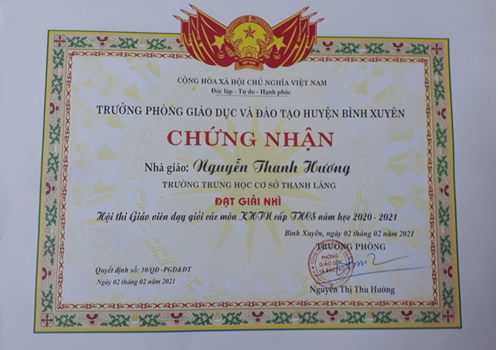 CỘNG HÒA XÃ HỘI CHỦ NGHĨA VIỆT NAM
Độc lập - Tự do - Hạnh phúc
TRƯỞNG PHÒNG GIÁO DỤC VÀ ĐÀO TẠO HUYỆN BÌNH XUYÊN
CHỨNG NHẬN
Nhà giáo: Nguyễn Thanh Hương
TRƯỜNG TRUNG HỌC CƠ SỞ THANH LÃNG
ĐẠT GIẢI NHÌ
Hội thi Giáo viên dạy giỏi các môn KHTN cấp THCS năm học 2020 - 2021
Bình Xuyên, ngày 02 tháng 02 năm 2021
TRƯỞNG PHÒNG
PHÒNG
GIÁO DỤC
Quyết định số: 30/QĐ-PGD&ĐT
Ngày 02 tháng 02 năm 2021
Nguyễn Thị Thu Hường